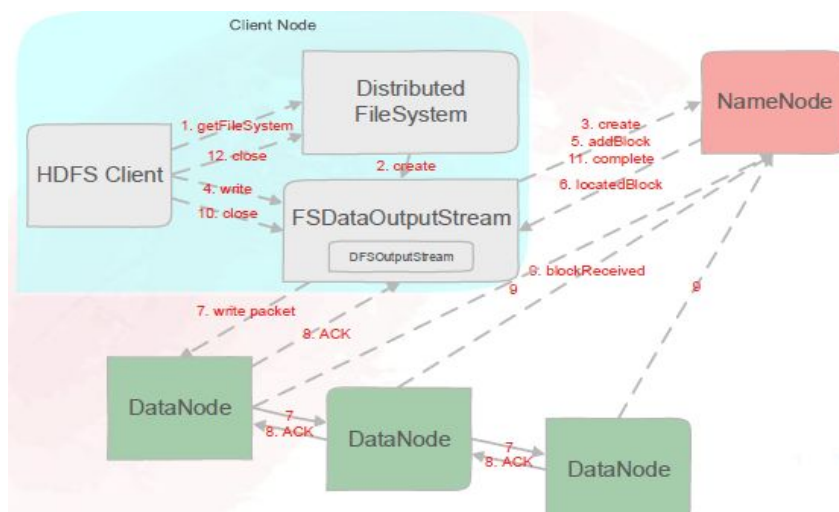 Client Node
Distributed
FileSystem
NameNode
1. getFileSystem
3. create
5. addBlock
11. complete
12. close
2. create
HDFS Client
4. write
6. locatedBlock
10. close
FSDataOutputStream
DFSOutputStream
9. blockReceived
9
9
7. write packet
8. ACK
DataNode
7
8. ACK
DataNode
7
8. ACK
DataNode